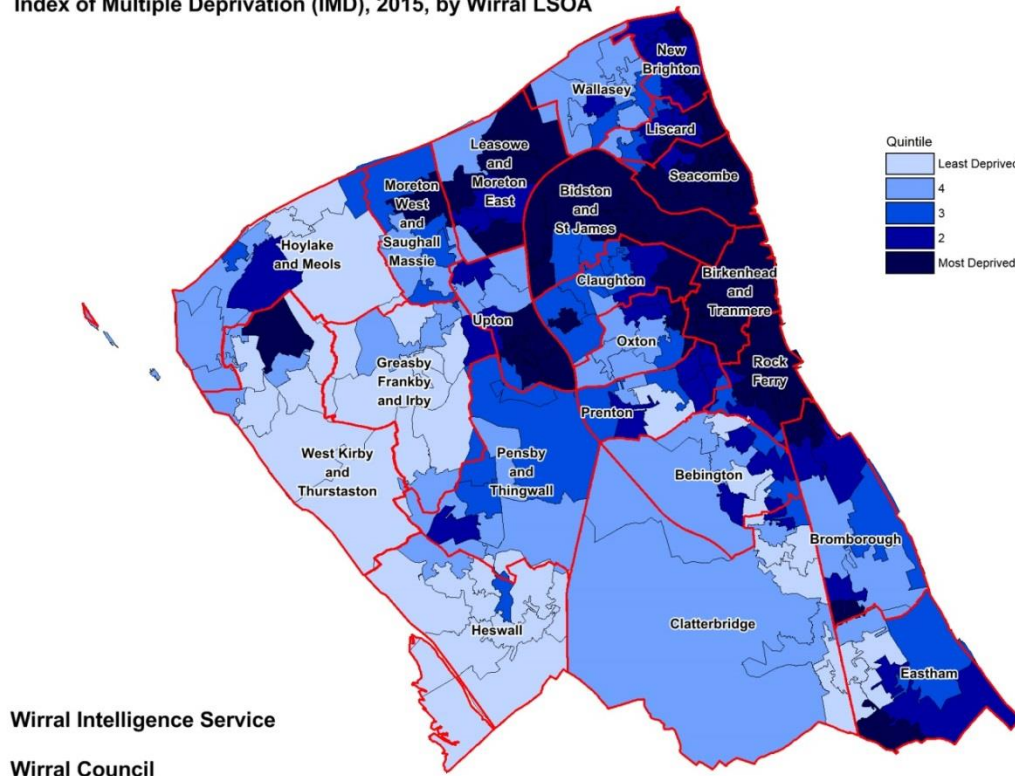 Index of Multiple Deprivation (IMD), 2015, by Wirral LSOA
New
Brighton
Wallasey
Liscard
Leasowe
and
Moreton
East
Seacombe
Moreton
West
and
Saughall
Massie
Bidston
and
St James
Hoylake
and Meols
Claughton
Birkenhead
and
Tranmere
Upton
Oxton
Greasby
Frankby
and Irby
Rock
Ferry
Prenton
West Kirby
and
Thurstaston
Pensby
and
Thingwall
Bebington
Bromborough
Clatterbridge
Heswall
Eastham
Quintile
Least Deprived
4
3
2
Most Deprived
Wirral Intelligence Service
Wirral Council